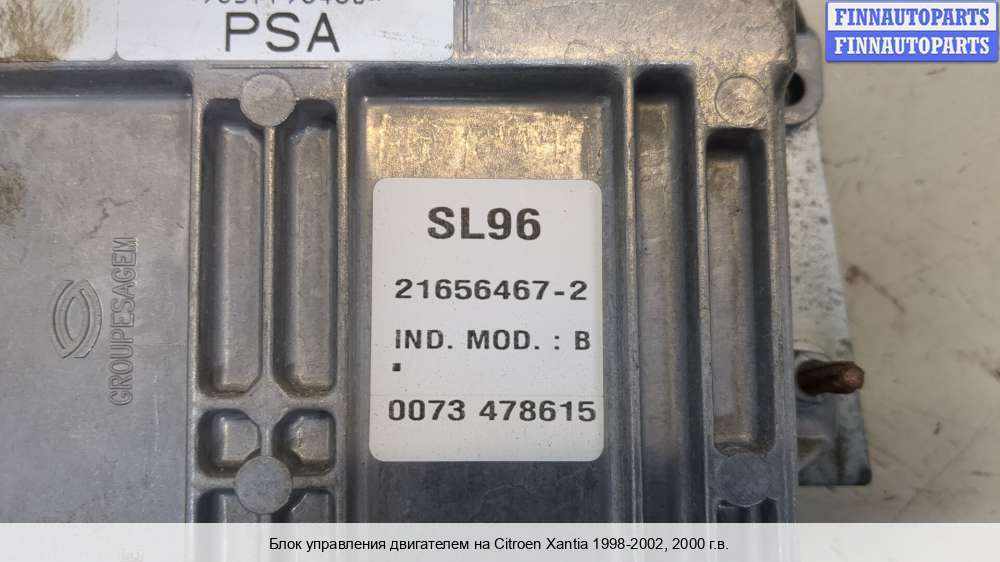 PSA
FINNAUTOPARTS
FINNAUTOPARTS
SL96
21656467-2
IND. MOD. : B
0073 478615
GROUPESAGEM
Блок управления двигателем на Citroen Xantia 1998-2002, 2000 г.в.